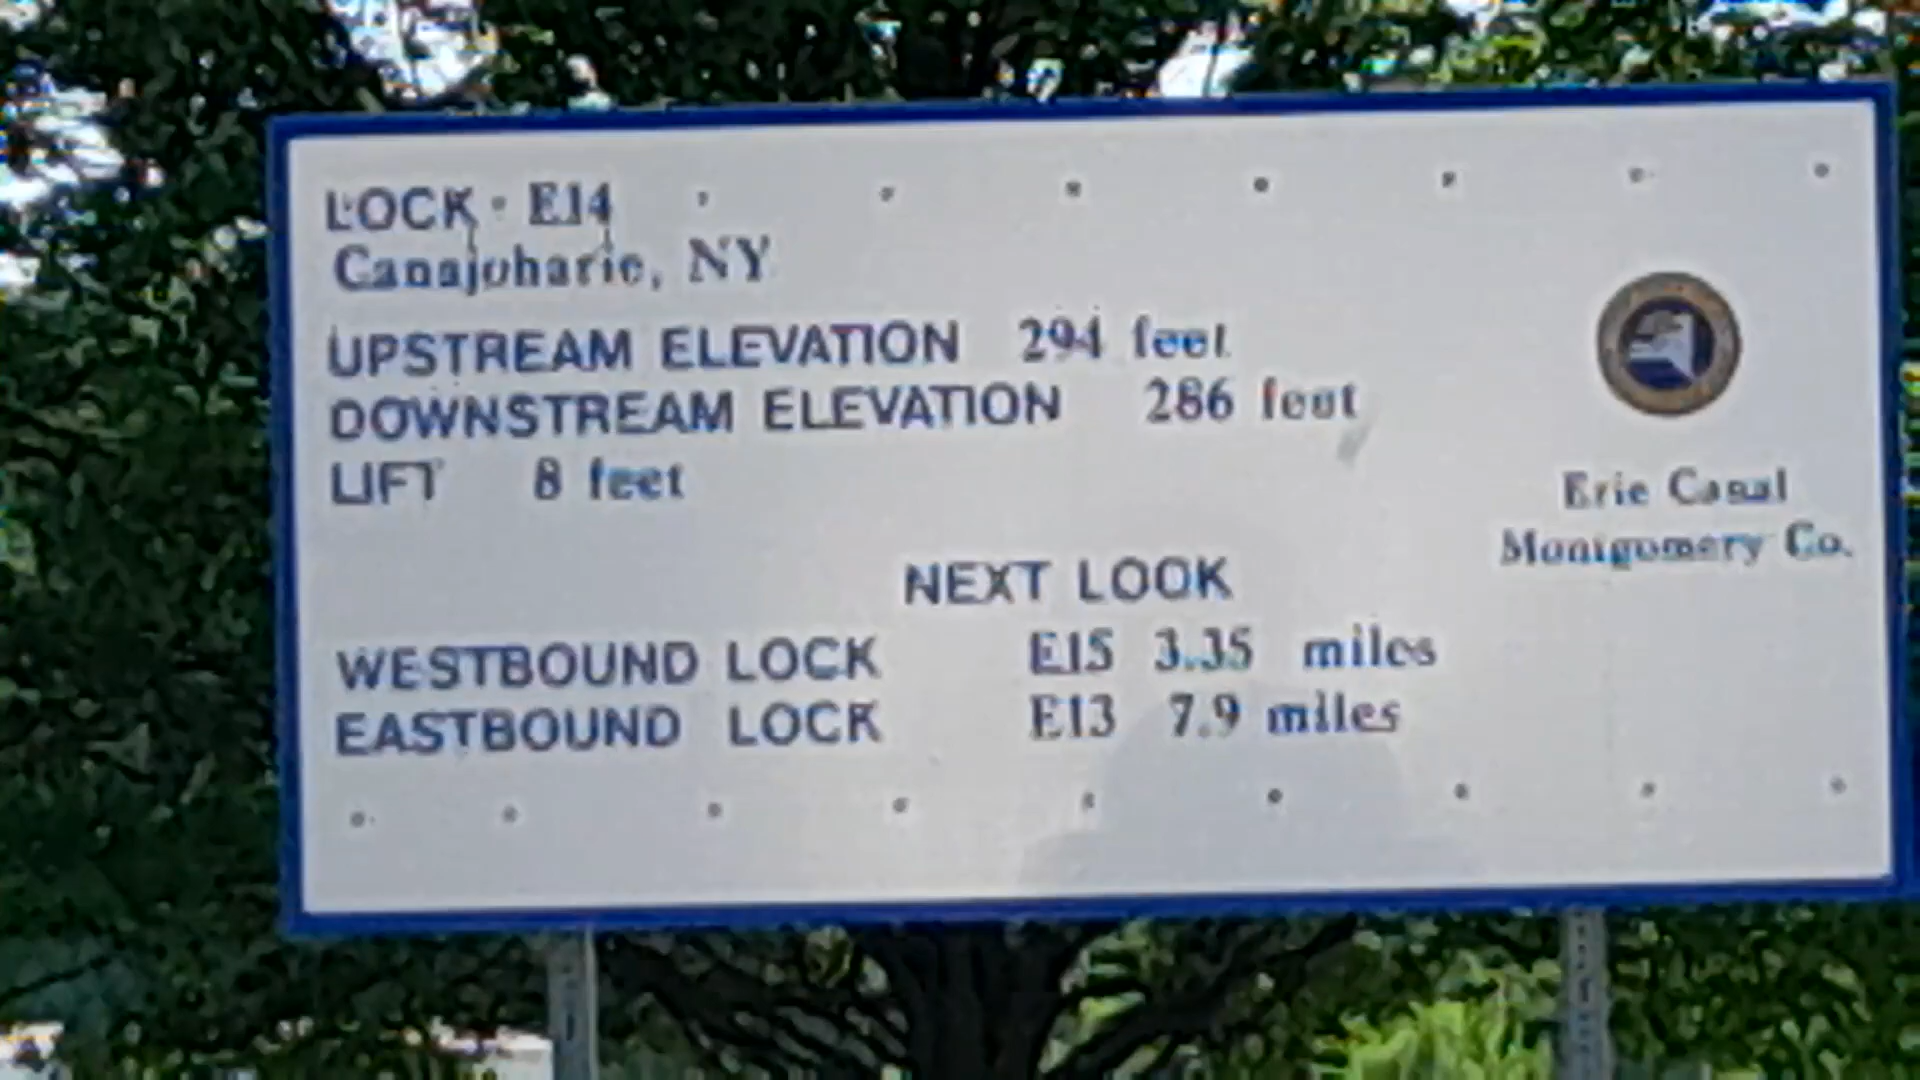 LOCK E14
Canajoharie, NY
UPSTREAM ELEVATION 294 feet
DOWNSTREAM ELEVATION 286 feet
LIFT 8 feet
Erie Canal
Montgomery Co.
NEXT LOCK
WESTBOUND LOCK E15 3.35 miles
EASTBOUND LOCK E13 7.9 miles